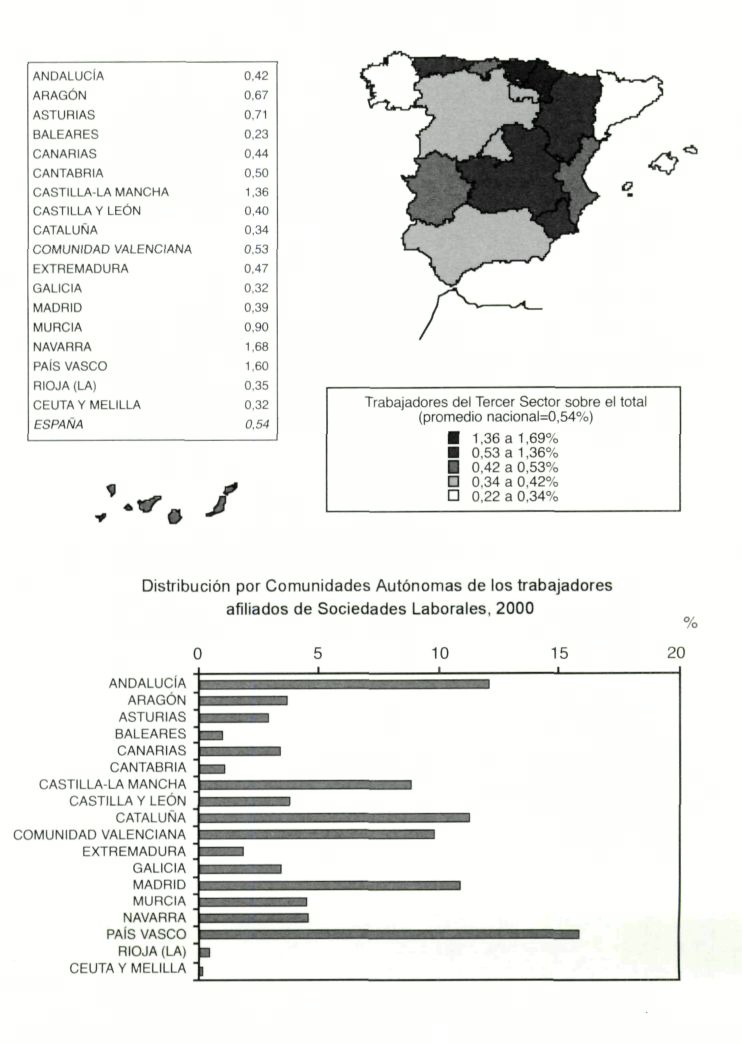 ANDALUCÍA 0,42
ARAGÓN 0,67
ASTURIAS 0,71
BALEARES 0,23
CANARIAS 0,44
CANTABRIA 0,50
CASTILLA-LA MANCHA 1,36
CASTILLA Y LEÓN 0,40
CATALUÑA 0,34
COMUNIDAD VALENCIANA 0,53
EXTREMADURA 0,47
GALICIA 0,32
MADRID 0,39
MURCIA 0,90
NAVARRA 1,68
PAÍS VASCO 1,60
RIOJA (LA) 0,35
CEUTA Y MELILLA 0,32
ESPAÑA 0,54
Trabajadores del Tercer Sector sobre el total
(promedio nacional=0,54%)
1,36 a 1,69%
0,53 a 1,36%
0,42 a 0,53%
0,34 a 0,42%
0,22 a 0,34%
Distribución por Comunidades Autónomas de los trabajadores
afiliados de Sociedades Laborales, 2000
%
0 5 10 15 20
ANDALUCÍA
ARAGÓN
ASTURIAS
BALEARES
CANARIAS
CANTABRIA
CASTILLA-LA MANCHA
CASTILLA Y LEÓN
CATALUÑA
COMUNIDAD VALENCIANA
EXTREMADURA
GALICIA
MADRID
MURCIA
NAVARRA
PAÍS VASCO
RIOJA (LA)
CEUTA Y MELILLA